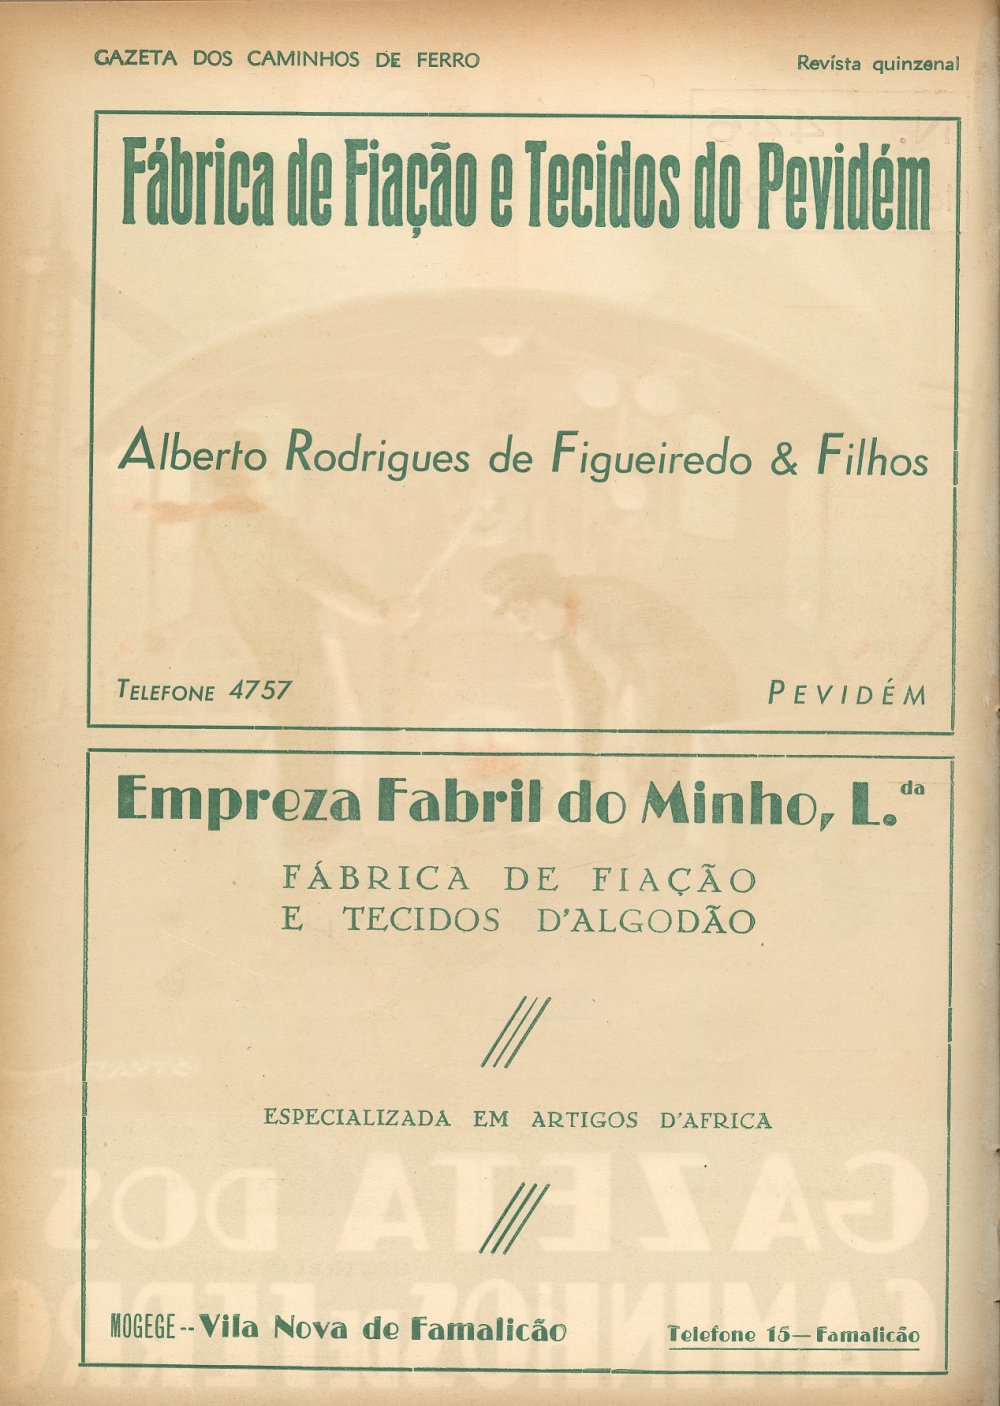 GAZETA DOS CAMINHOS DE FERRO
Revista quinzenal
Fábrica de Fiação e Tecidos do Pevidém
Alberto Rodrigues de Figueiredo & Filhos
TELEFONE 4757
PEVIDÉM
Empreza Fabril do Minho, L.da
FÁBRICA DE FIAÇÃO
E TECIDOS D'ALGODÃO
ESPECIALIZADA EM ARTIGOS D'AFRICA
MOGEGE -- Vila Nova de Famalicão
Telefone 15 — Famalicão